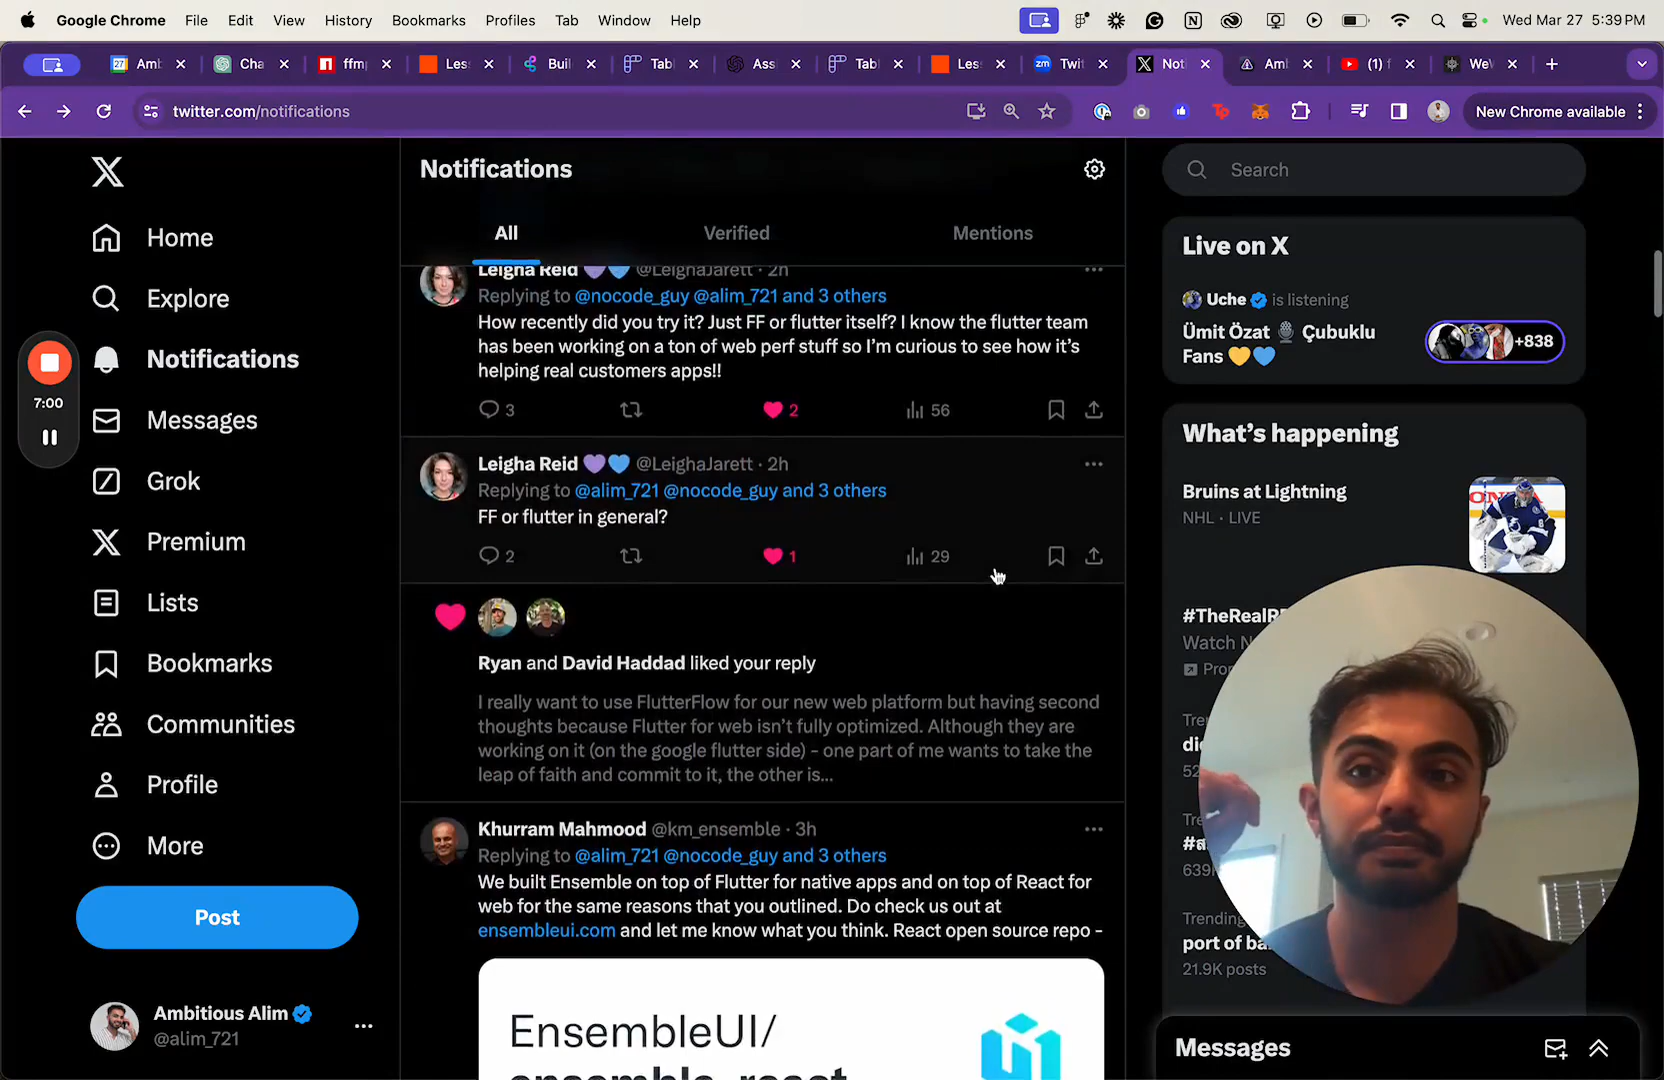 Google Chrome File Edit View History Bookmarks Profiles Tab Window Help
Wed Mar 27 5:39 PM
27 Amb
Cha
ffm
Les
Buil
Tabl
Ass
Tabl
Les
zm Twit
Not
Amb
(1) f
We
twitter.com/notifications
New Chrome available
7:00
Home
Explore
Notifications
Messages
Grok
Premium
Lists
Bookmarks
Communities
Profile
More
Post
Ambitious Alim
@alim_721
Notifications
All
Verified
Mentions
Leigha Reid 💜💙 @LeighaJarett · 2h
Replying to @nocode_guy @alim_721 and 3 others
How recently did you try it? Just FF or flutter itself? I know the flutter team
has been working on a ton of web perf stuff so I'm curious to see how it's
helping real customers apps!!
3 2 56
Leigha Reid 💜💙 @LeighaJarett · 2h
Replying to @alim_721 @nocode_guy and 3 others
FF or flutter in general?
2 1 29
Ryan and David Haddad liked your reply
I really want to use FlutterFlow for our new web platform but having second
thoughts because Flutter for web isn't fully optimized. Although they are
working on it (on the google flutter side) - one part of me wants to take the
leap of faith and commit to it, the other is...
Khurram Mahmood @km_ensemble · 3h
Replying to @alim_721 @nocode_guy and 3 others
We built Ensemble on top of Flutter for native apps and on top of React for
web for the same reasons that you outlined. Do check us out at
ensembleui.com and let me know what you think. React open source repo -
EnsembleUI/
ensemble_react
Search
Live on X
Uche is listening
Ümit Özat 🎙 Çubuklu
Fans 💛💙
+838
What's happening
Bruins at Lightning
NHL · LIVE
#TheRealR
Watch N
Pro
Tre
di
52
Tre
639
Trending
port of ba
21.9K posts
Messages